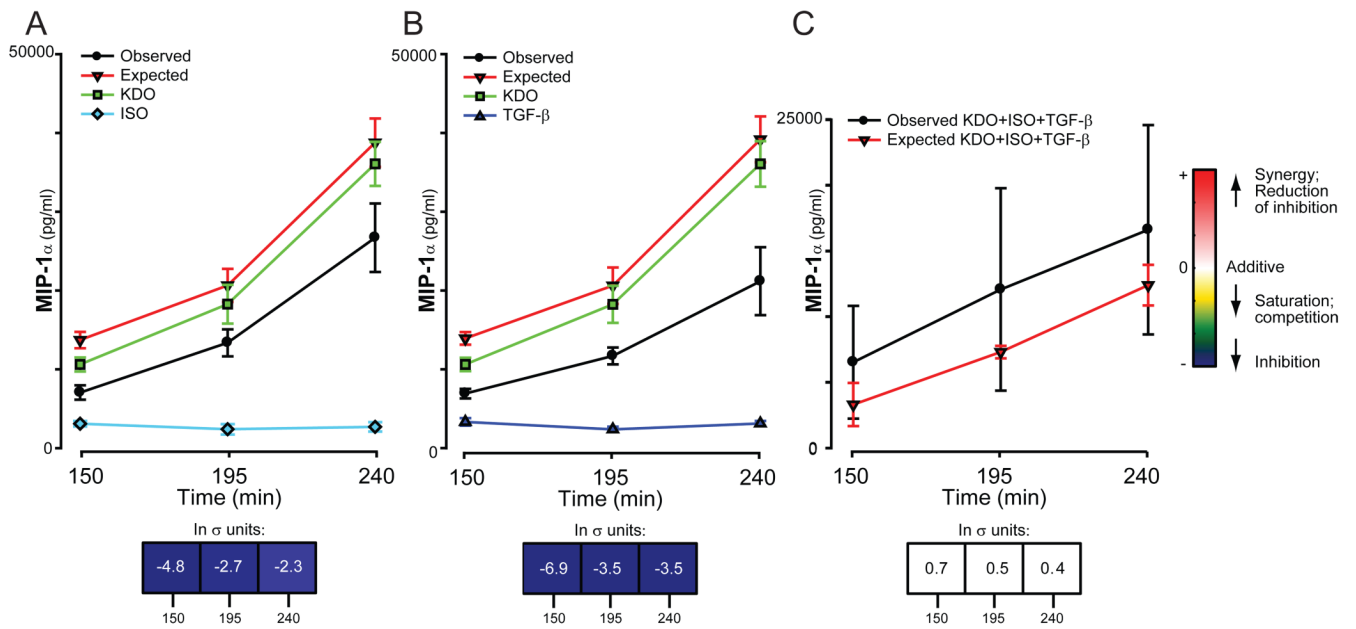 A
50000
Observed
Expected
KDO
ISO
MIP-1α (pg/ml)
0
150 195 240
Time (min)
In σ units:
-4.8 -2.7 -2.3
150 195 240
B
50000
Observed
Expected
KDO
TGF-β
MIP-1α (pg/ml)
0
150 195 240
Time (min)
In σ units:
-6.9 -3.5 -3.5
150 195 240
C
25000
Observed KDO+ISO+TGF-β
Expected KDO+ISO+TGF-β
MIP-1α (pg/ml)
0
150 195 240
Time (min)
In σ units:
0.7 0.5 0.4
150 195 240
+
Synergy;
Reduction
of inhibition
0 Additive
Saturation;
competition
- Inhibition